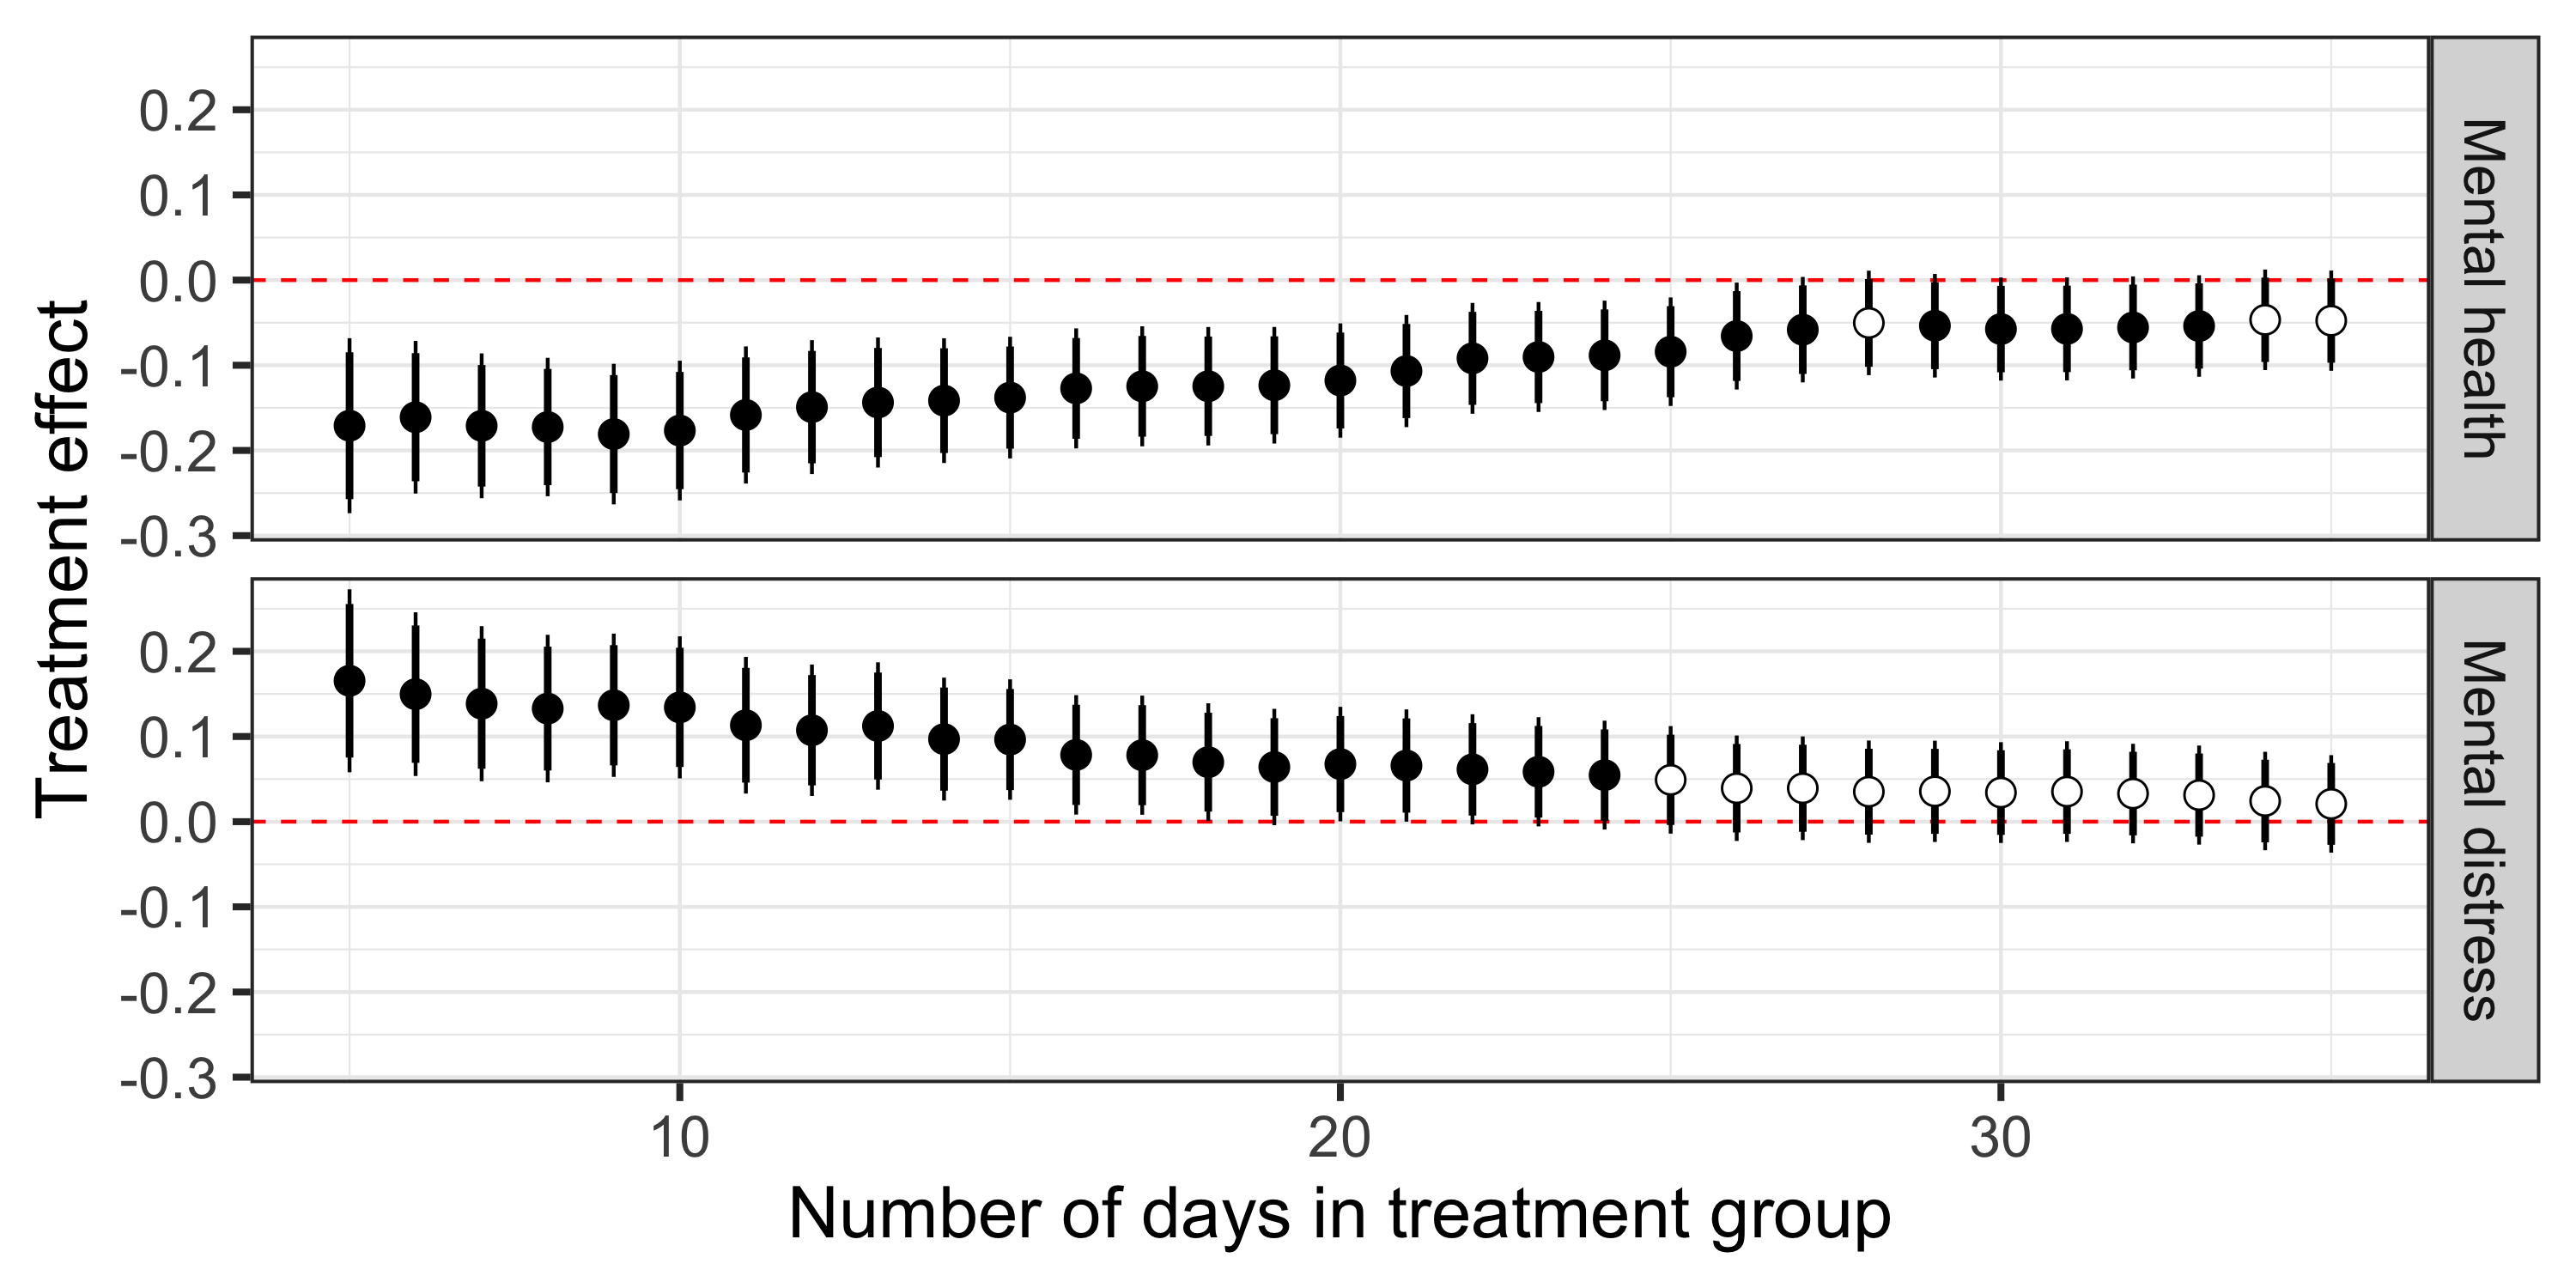 Treatment effect
0.2
0.1
0.0
-0.1
-0.2
-0.3
Mental health
0.2
0.1
0.0
-0.1
-0.2
-0.3
Mental distress
10 20 30
Number of days in treatment group